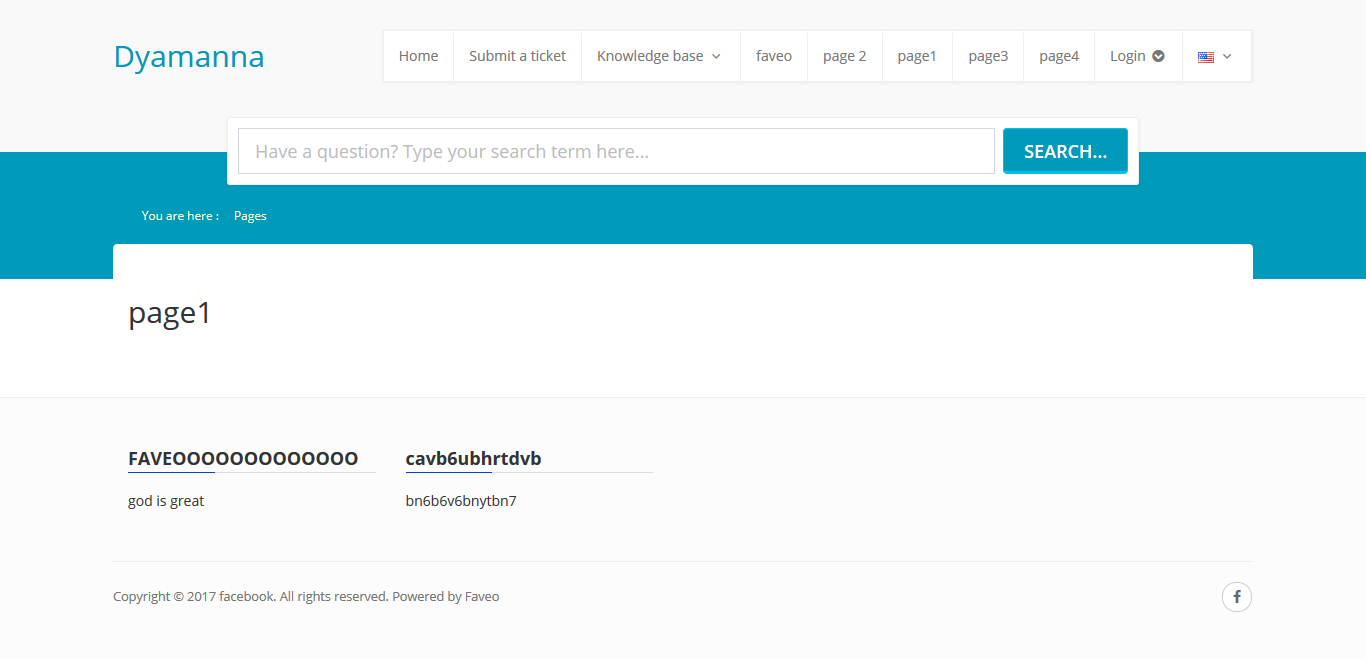 Dyamanna
Home Submit a ticket Knowledge base faveo page 2 page1 page3 page4 Login
Have a question? Type your search term here...
SEARCH...
You are here : Pages
page1
FAVEOOOOOOOOOOOOO
god is great
cavb6ubhrtdvb
bn6b6v6bnytbn7
Copyright © 2017 facebook. All rights reserved. Powered by Faveo